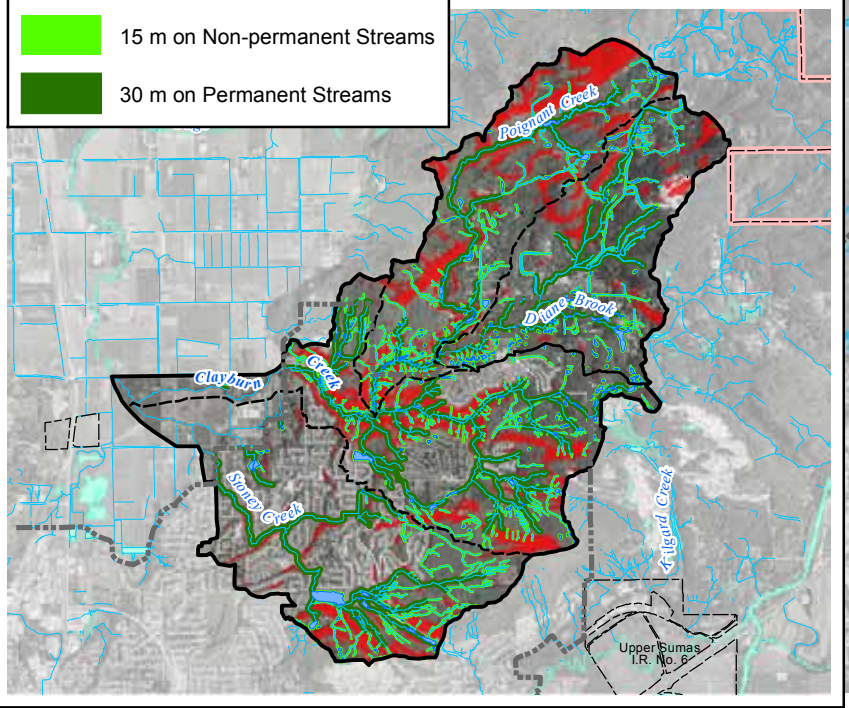 15 m on Non-permanent Streams
30 m on Permanent Streams
Poignant Creek
Diane Brook
Clayburn
Creek
Stoney Creek
Kilgard Creek
Upper Sumas
I.R. No. 6